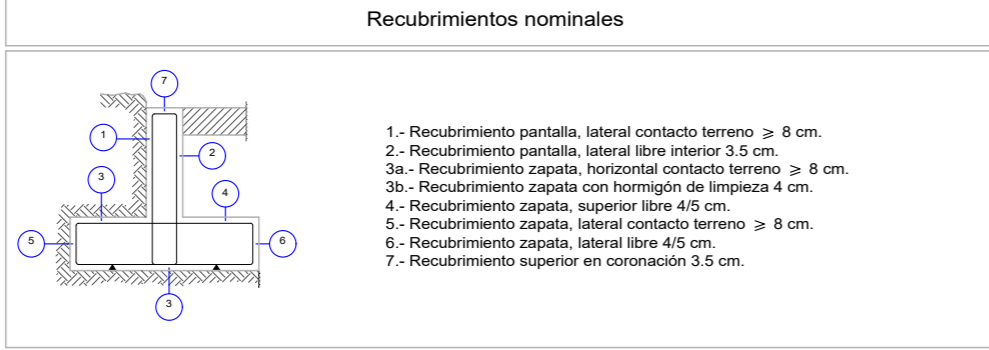 Recubrimientos nominales
7
1
2
3
4
5
6
3
1.- Recubrimiento pantalla, lateral contacto terreno ⩾ 8 cm.
2.- Recubrimiento pantalla, lateral libre interior 3.5 cm.
3a.- Recubrimiento zapata, horizontal contacto terreno ⩾ 8 cm.
3b.- Recubrimiento zapata con hormigón de limpieza 4 cm.
4.- Recubrimiento zapata, superior libre 4/5 cm.
5.- Recubrimiento zapata, lateral contacto terreno ⩾ 8 cm.
6.- Recubrimiento zapata, lateral libre 4/5 cm.
7.- Recubrimiento superior en coronación 3.5 cm.